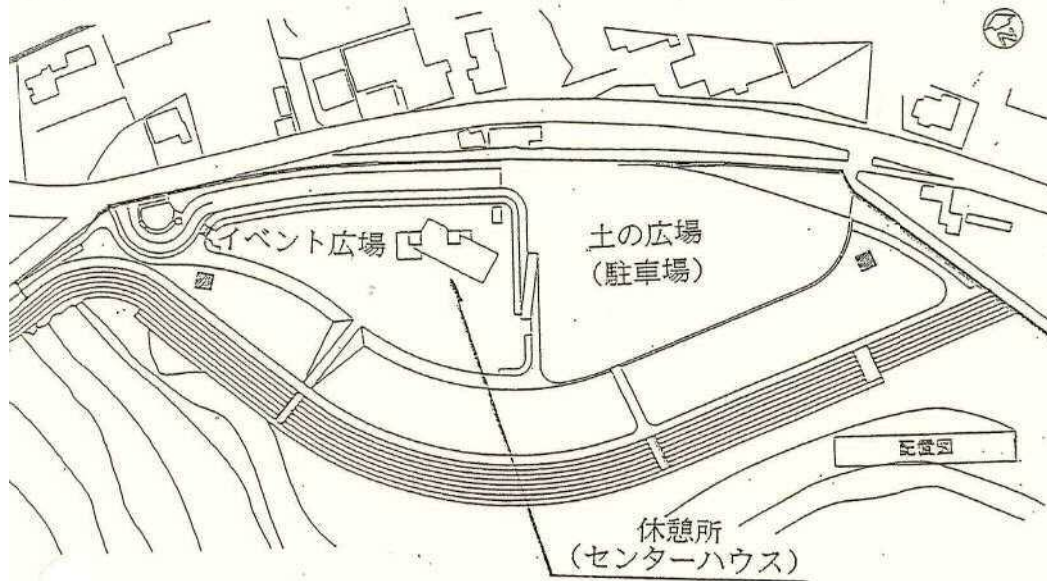 イベント広場
土の広場
(駐車場)
配置図
休憩所
(センターハウス)